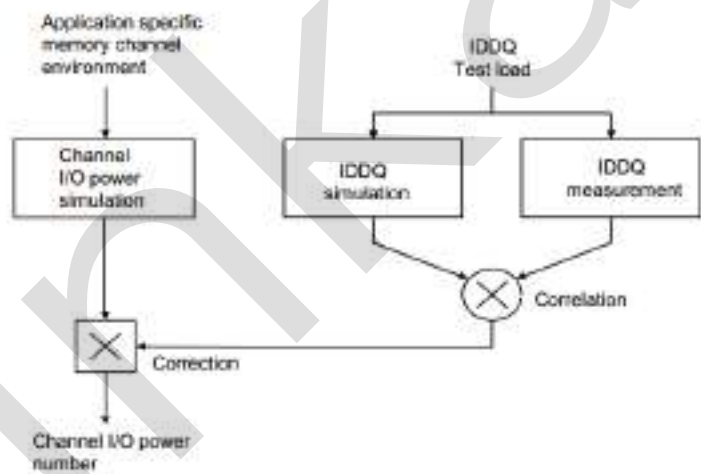 Application specific
memory channel
environment
IDDQ
Test load
Channel
I/O power
simulation
IDDQ
simulation
IDDQ
measurement
Correlation
Correction
Channel I/O power
number